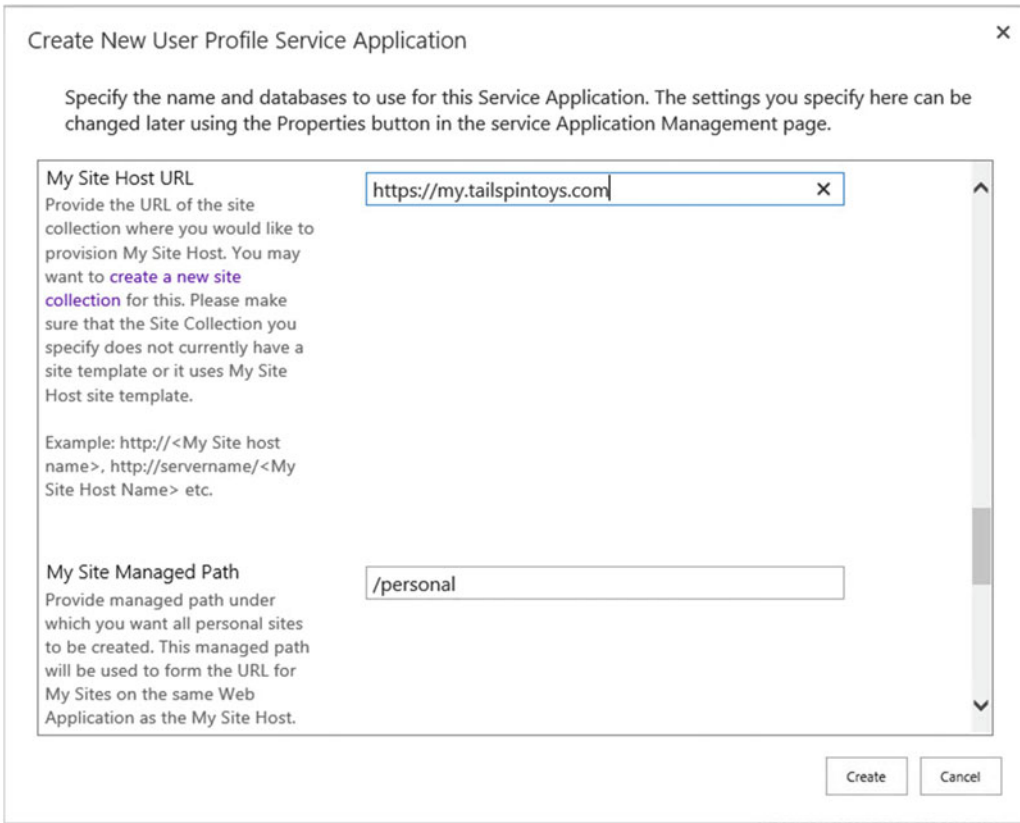 Create New User Profile Service Application
Specify the name and databases to use for this Service Application. The settings you specify here can be
changed later using the Properties button in the service Application Management page.
My Site Host URL
Provide the URL of the site
collection where you would like to
provision My Site Host. You may
want to create a new site
collection for this. Please make
sure that the Site Collection you
specify does not currently have a
site template or it uses My Site
Host site template.
Example: http://<My Site host
name>, http://servername/<My
Site Host Name> etc.
https://my.tailspintoys.com
My Site Managed Path
Provide managed path under
which you want all personal sites
to be created. This managed path
will be used to form the URL for
My Sites on the same Web
Application as the My Site Host.
/personal
Create
Cancel